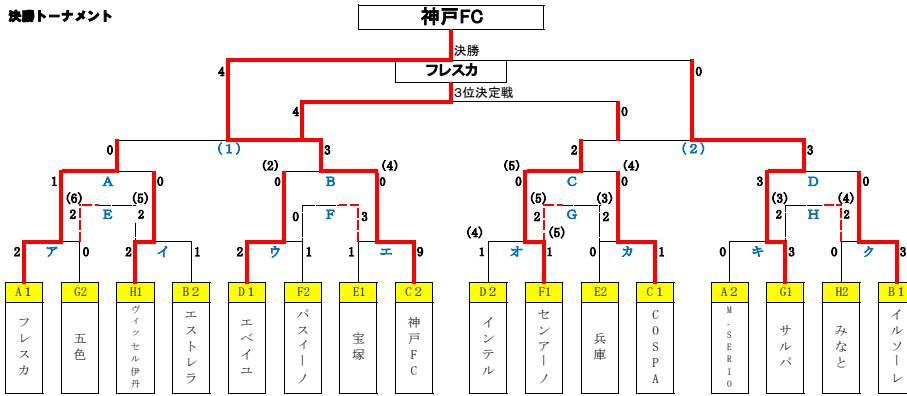 決勝トーナメント
神戸FC
決勝
4 フレスカ 0
3位決定戦
4 0
0 (1) 3 2 (2) 3
(2) (4) (5) (4)
1 A 0 0 B 0 0 C 0 3 D 0
(6) (5) (5) (3) (3) (4)
2 E 2 0 F 3 2 G 2 2 H 2
(4) (5)
2 ア 0 2 イ 1 2 ウ 1 1 エ 9 1 オ 1 0 カ 1 0 キ 3 0 ク 3
A1 G2 H1 B2 D1 F2 E1 C2 D2 F1 E2 C1 A2 G1 H2 B1
フレスカ
五色
ヴィッセル伊丹
エストレラ
エベイユ
パスイーノ
宝塚
神戸FC
インテル
センアーノ
兵庫
COSPA
M.SERIO
サルパ
みなと
イルソーレ